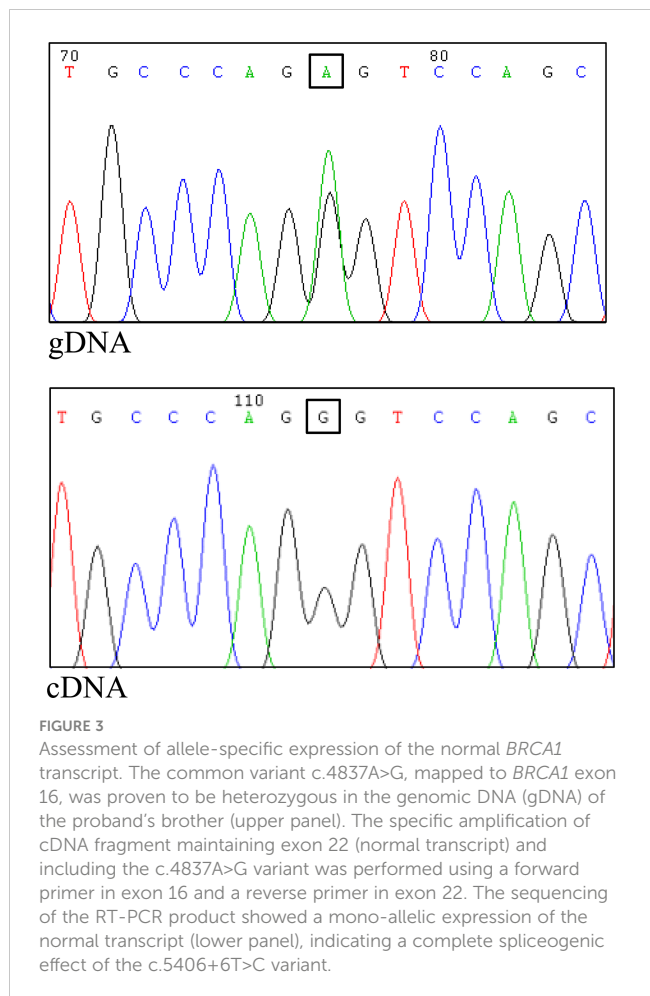 70 80
T G C C C A G A G T C C A G C
gDNA
110
T G C C C A G G G T C C A G C
cDNA
FIGURE 3
Assessment of allele-specific expression of the normal BRCA1
transcript. The common variant c.4837A>G, mapped to BRCA1 exon
16, was proven to be heterozygous in the genomic DNA (gDNA) of
the proband's brother (upper panel). The specific amplification of
cDNA fragment maintaining exon 22 (normal transcript) and
including the c.4837A>G variant was performed using a forward
primer in exon 16 and a reverse primer in exon 22. The sequencing
of the RT-PCR product showed a mono-allelic expression of the
normal transcript (lower panel), indicating a complete spliceogenic
effect of the c.5406+6T>C variant.